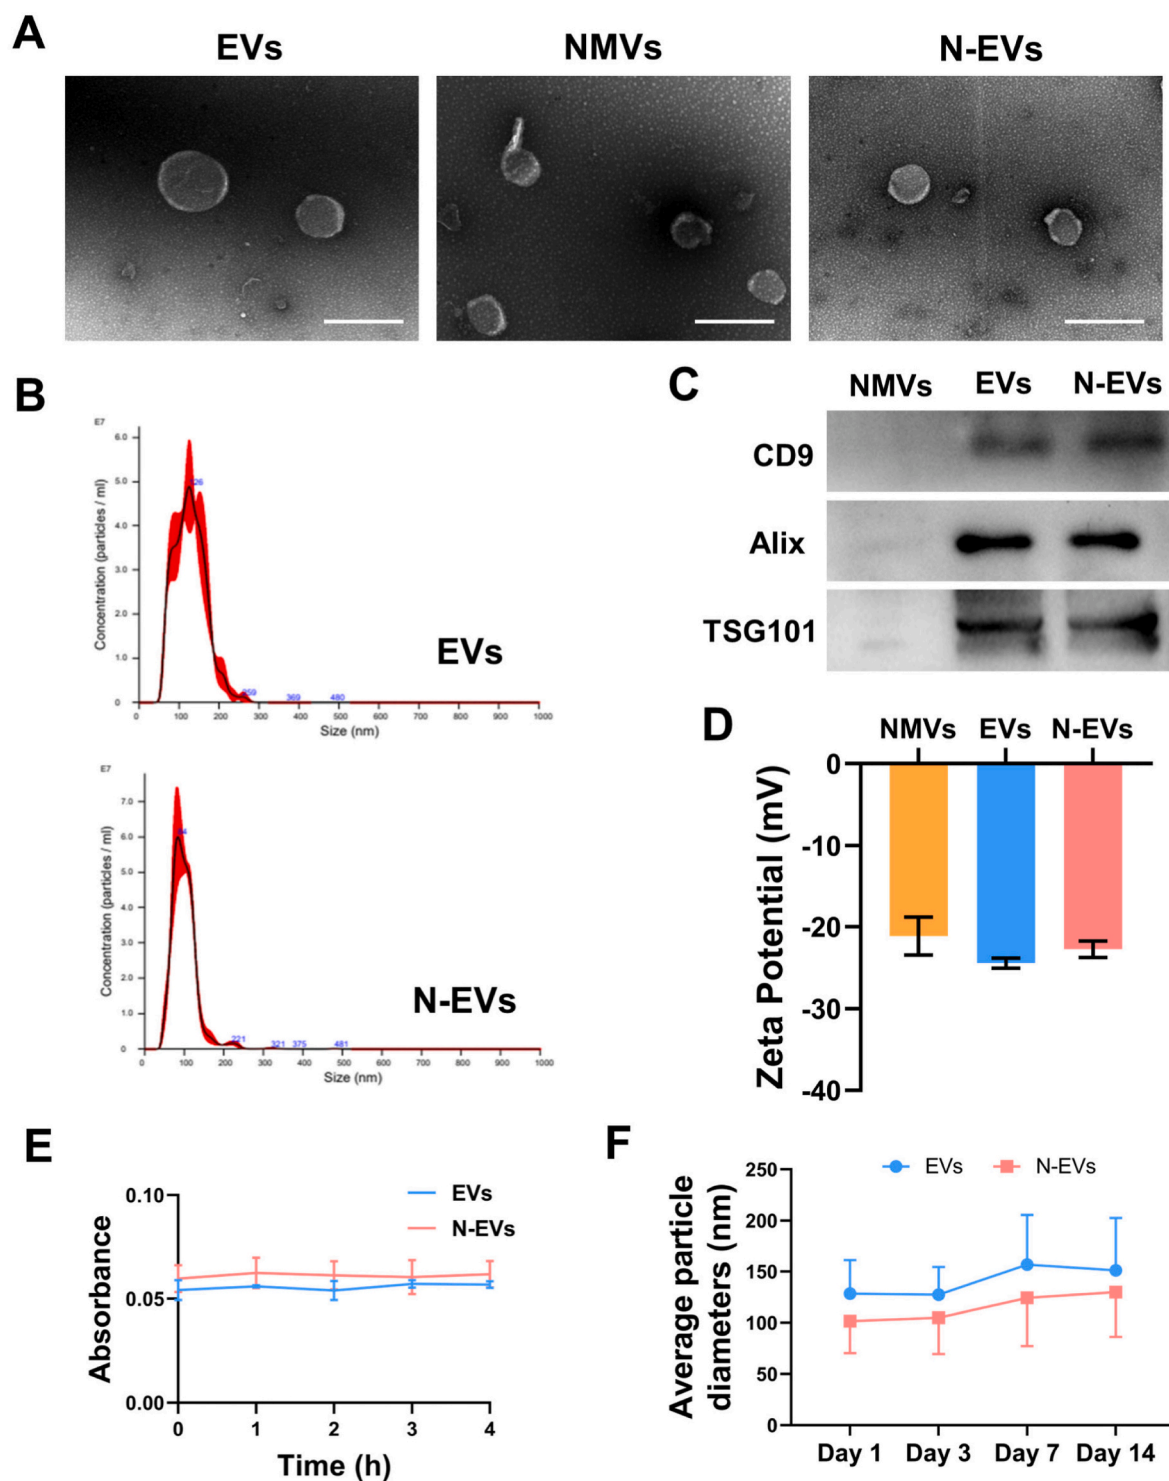 A
EVs
NMVs
N-EVs
B
E7
Concentration (particles / ml)
6.0
5.0
4.0
3.0
2.0
1.0
0
126
259
369
480
EVs
0 100 200 300 400 500 600 700 800 900 1000
Size (nm)
E7
Concentration (particles / ml)
7.0
6.0
5.0
4.0
3.0
2.0
1.0
0
221
321
375
481
N-EVs
0 100 200 300 400 500 600 700 800 900 1000
Size (nm)
C
NMVs EVs N-EVs
CD9
Alix
TSG101
D
NMVs EVs N-EVs
Zeta Potential (mV)
0
-10
-20
-30
-40
E
EVs
N-EVs
Absorbance
0.10
0.05
0.00
0 1 2 3 4
Time (h)
F
EVs N-EVs
Average particle
diameters (nm)
250
200
150
100
50
0
Day 1 Day 3 Day 7 Day 14